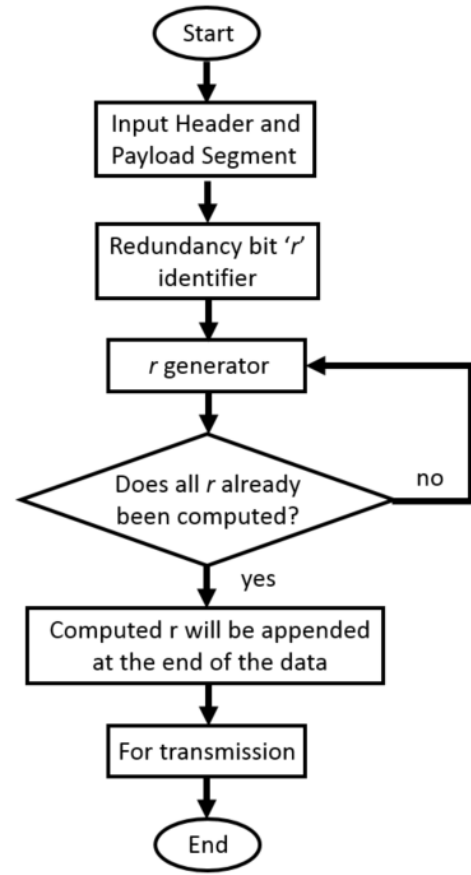 Start
Input Header and
Payload Segment
Redundancy bit ‘r’
identifier
r generator
Does all r already
been computed?
no
yes
Computed r will be appended
at the end of the data
For transmission
End